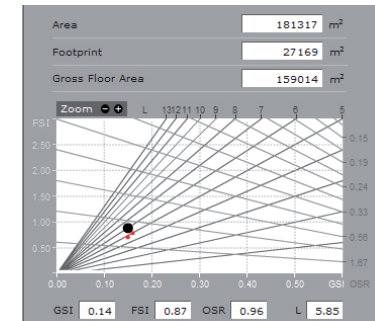 Area 181317 m²
Footprint 27169 m²
Gross Floor Area 159014 m²
Zoom L 13 12 11 10 9 8 7 6 5
FSI
2.50 0.15
2.00 0.19
1.50 0.24
1.00 0.33
0.50 0.56
1.67
0.00 0.10 0.20 0.30 0.40 0.50 GSI OSR
GSI 0.14 FSI 0.87 OSR 0.96 L 5.85